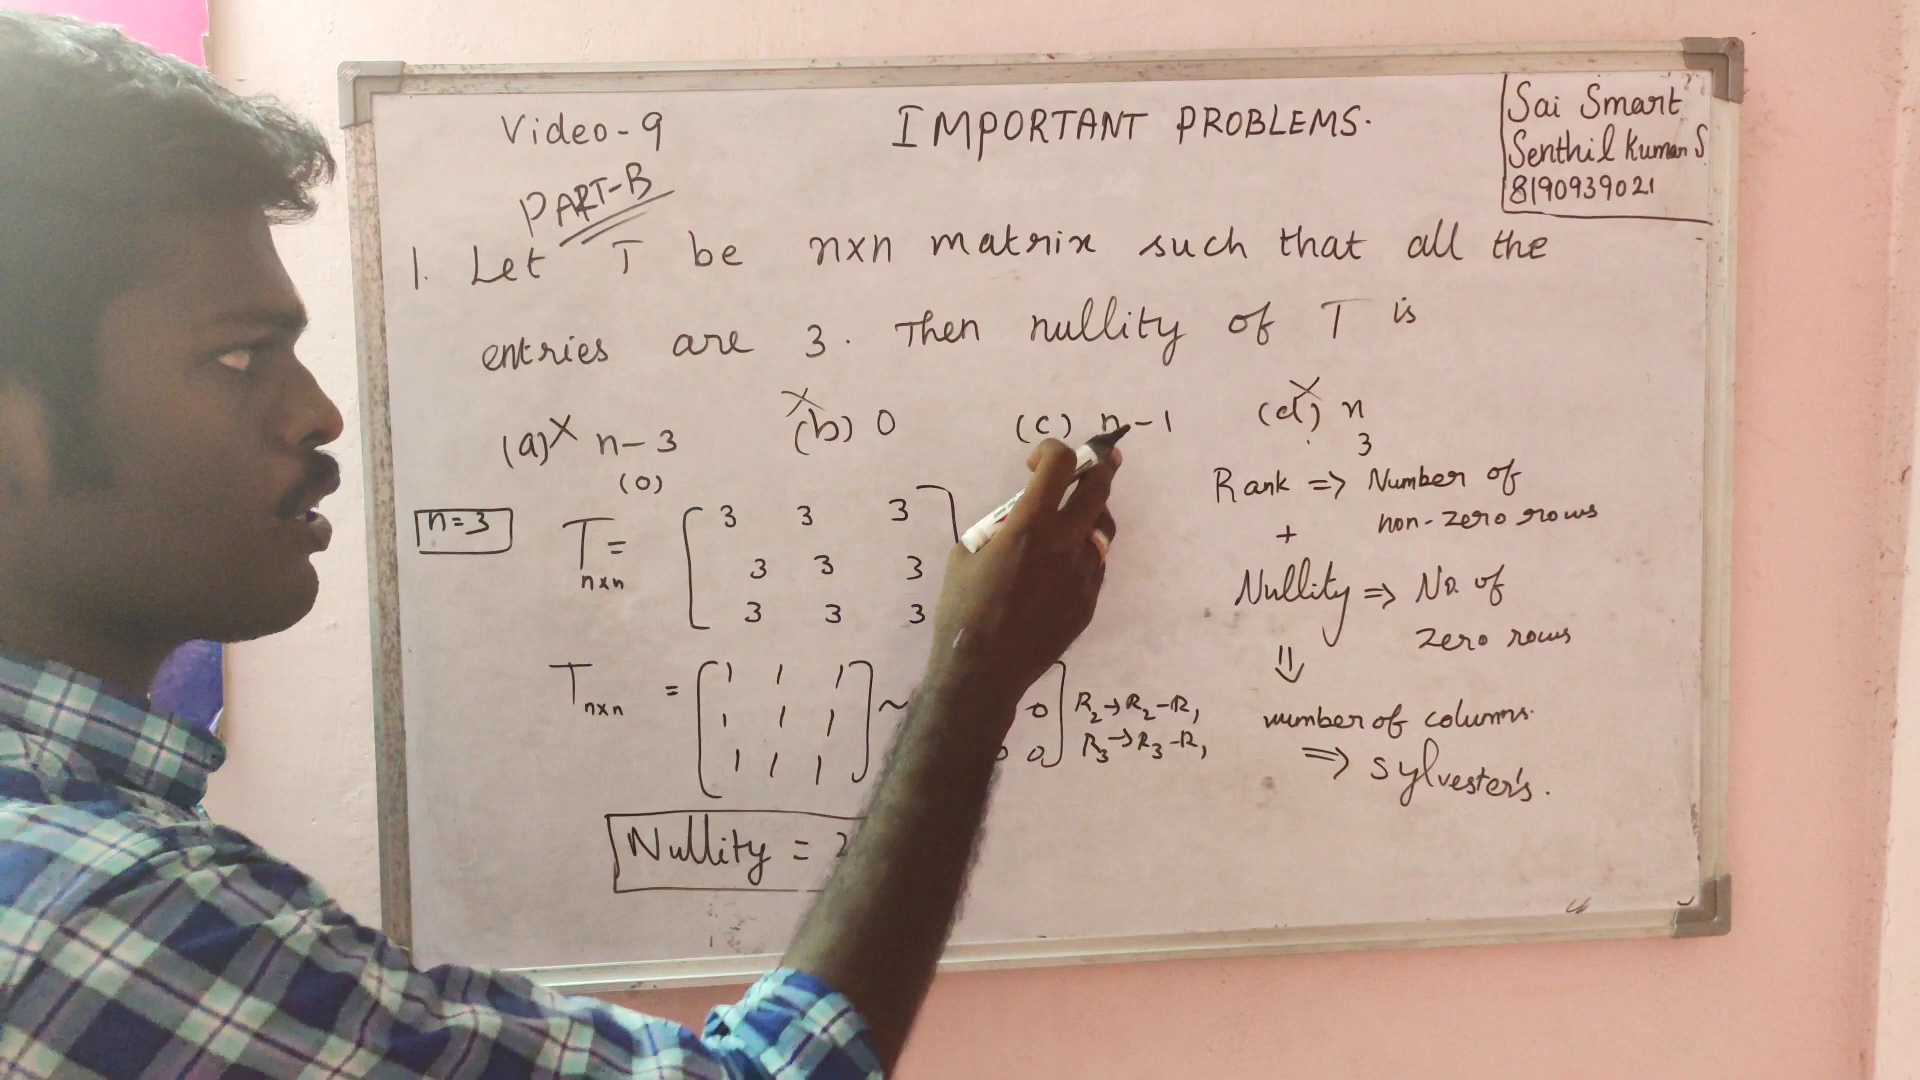 Video-9
IMPORTANT PROBLEMS.
Sai Smart
Senthil Kumar S
8190939021
PART-B
1. Let T be n×n matrix such that all the
entries are 3. Then nullity of T is
(a) X n-3
(0)
X (b) 0
(c) n-1
X (d) n
3
n=3
T = [ 3 3 3
n×n
3 3 3
3 3 3
T = [ 1 1 1 ] ~
n×n
1 1 1
1 1 1
0 ] R2→R2-R1
0 0 R3→R3-R1
Nullity = 2
Rank => Number of
non-zero rows
+
Nullity => No. of
zero rows
⇓
number of columns.
=> Sylvester's.